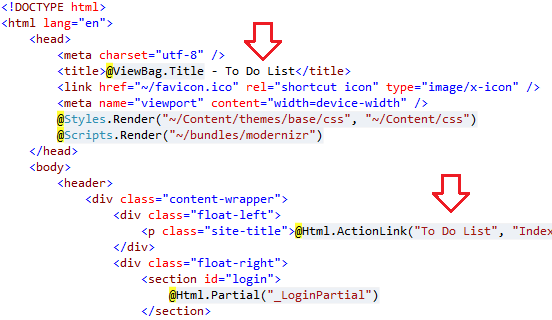 <!DOCTYPE html>
<html lang="en">
<head>
<meta charset="utf-8" />
<title>@ViewBag.Title - To Do List</title>
<link href="~/favicon.ico" rel="shortcut icon" type="image/x-icon" />
<meta name="viewport" content="width=device-width" />
@Styles.Render("~/Content/themes/base/css", "~/Content/css")
@Scripts.Render("~/bundles/modernizr")
</head>
<body>
<header>
<div class="content-wrapper">
<div class="float-left">
<p class="site-title">@Html.ActionLink("To Do List", "Index
</div>
<div class="float-right">
<section id="login">
@Html.Partial("_LoginPartial")
</section>